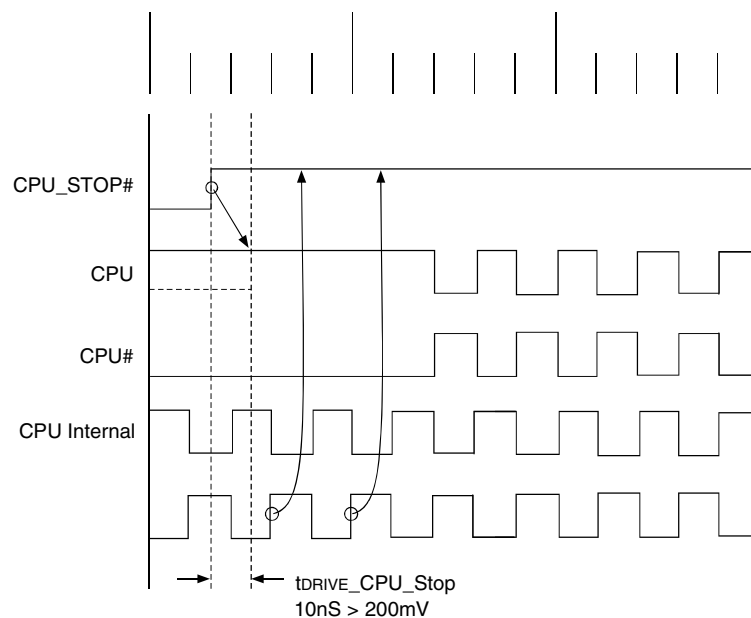 CPU_STOP#
CPU
CPU#
CPU Internal
tDRIVE_CPU_Stop
10nS > 200mV